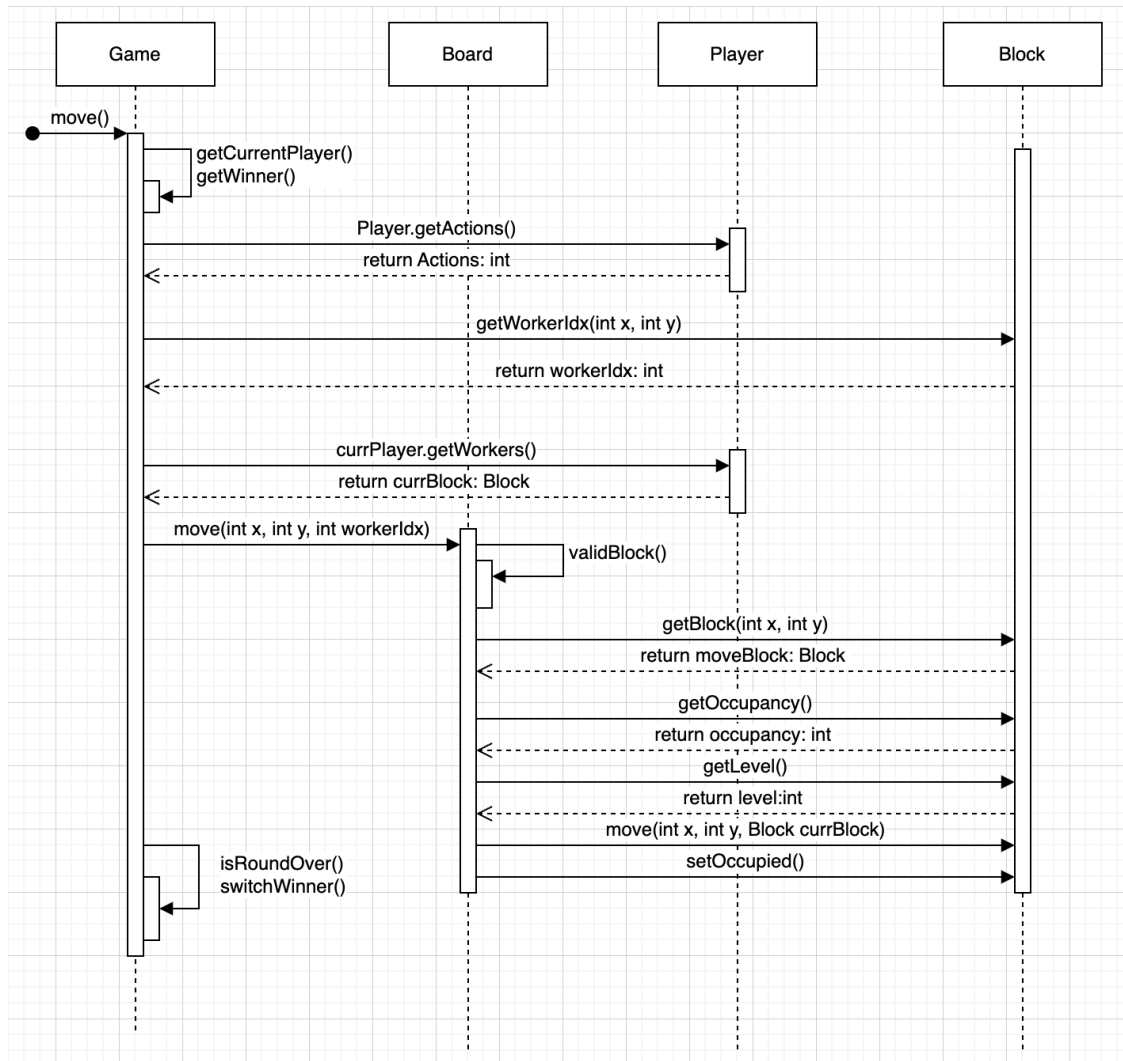 Game
Board
Player
Block
move()
getCurrentPlayer()
getWinner()
Player.getActions()
return Actions: int
getWorkerIdx(int x, int y)
return workerIdx: int
currPlayer.getWorkers()
return currBlock: Block
move(int x, int y, int workerIdx)
validBlock()
getBlock(int x, int y)
return moveBlock: Block
getOccupancy()
return occupancy: int
getLevel()
return level:int
move(int x, int y, Block currBlock)
setOccupied()
isRoundOver()
switchWinner()